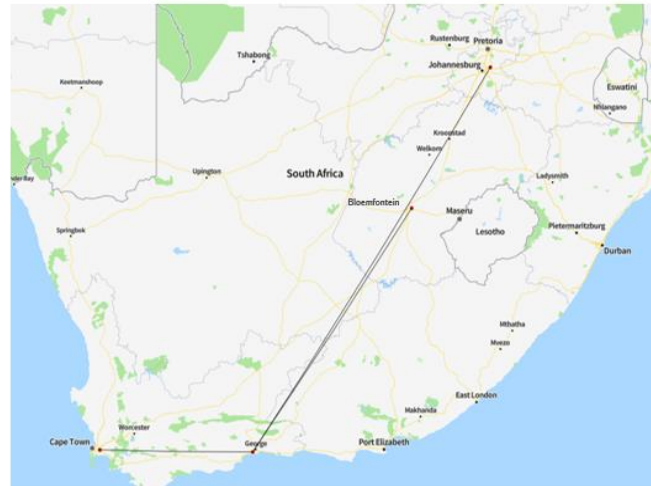 Rustenburg
Pretoria
Tshabong
Johannesburg
Keetmanshoop
Eswatini
Nhlangano
Kroonstad
Welkom
South Africa
Upington
Ladysmith
Bloemfontein
Maseru
Lesotho
Pietermaritzburg
Springbok
Durban
Mthatha
Mvezo
East London
Makhanda
Worcester
Cape Town
George
Port Elizabeth